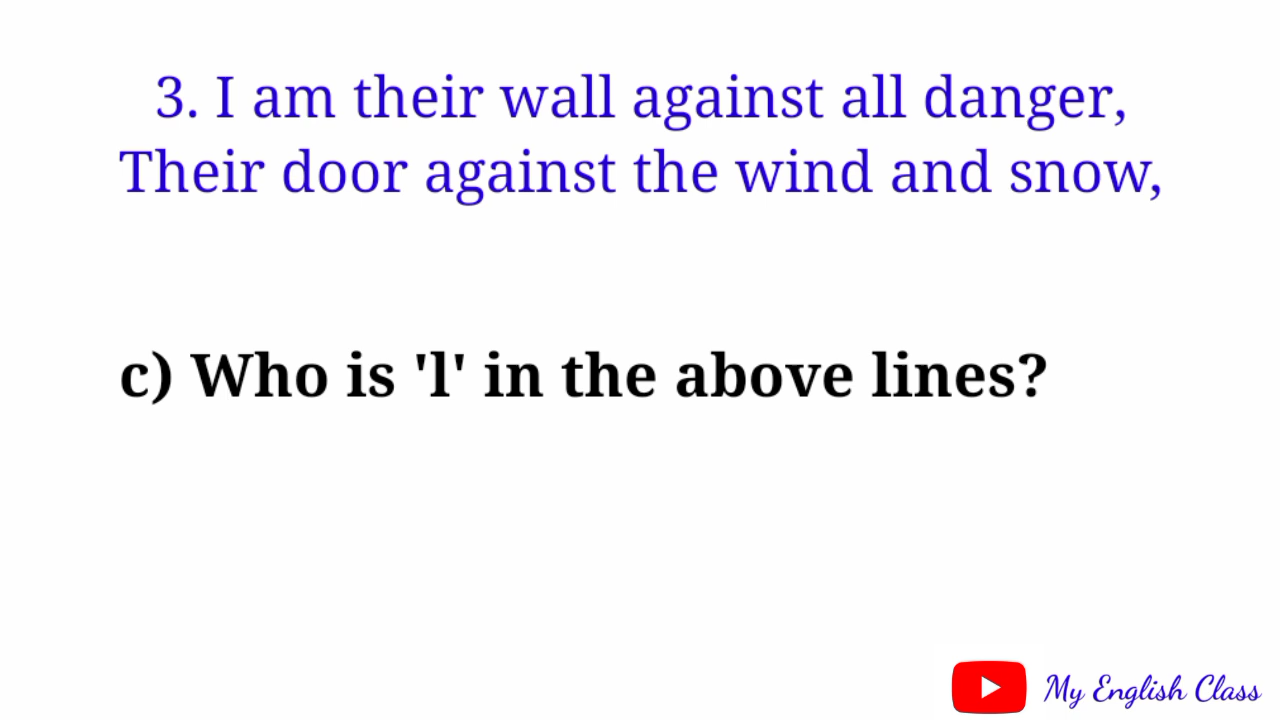 3. I am their wall against all danger,
Their door against the wind and snow,
c) Who is 'l' in the above lines?
My English Class